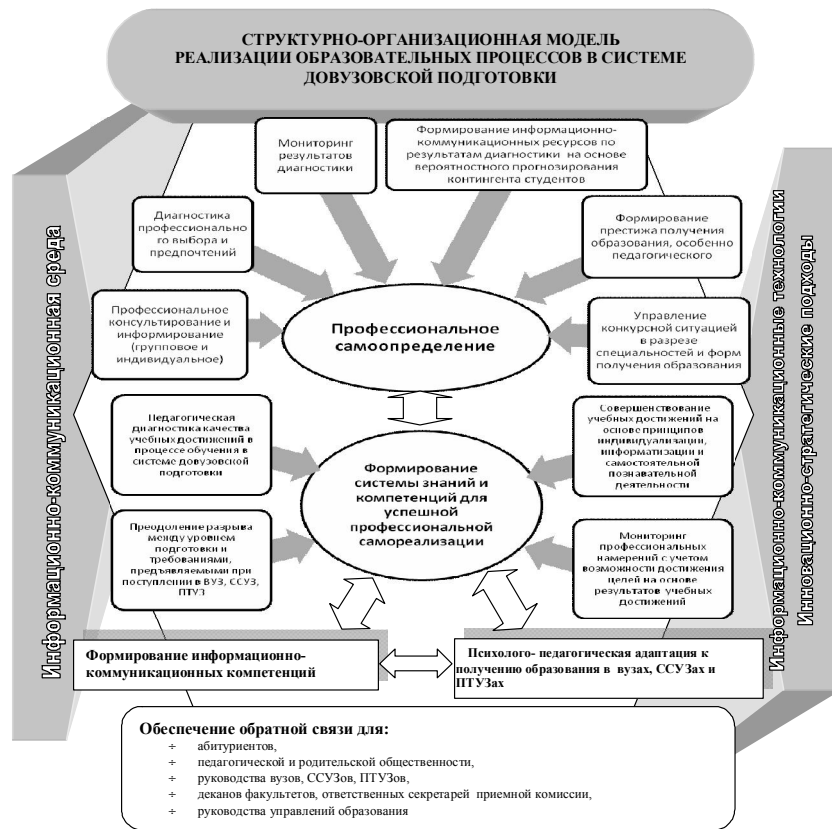 СТРУКТУРНО-ОРГАНИЗАЦИОННАЯ МОДЕЛЬ
РЕАЛИЗАЦИИ ОБРАЗОВАТЕЛЬНЫХ ПРОЦЕССОВ В СИСТЕМЕ
ДОВУЗОВСКОЙ ПОДГОТОВКИ
Мониторинг
результатов
диагностики
Формирование информационно-
коммуникационных ресурсов по
результатам диагностики на основе
вероятностного прогнозирования
контингента студентов
Диагностика
профессионально
го выбора и
предпочтений
Формирование
престижа получения
образования, особенно
педагогического
Профессиональное
консультирование и
информирование
(групповое и
индивидуальное)
Профессиональное
самоопределение
Управление
конкурсной ситуацией
в разрезе
специальностей и форм
получения образования
Педагогическая
диагностика качества
учебных достижений в
процессе обучения в
системе довузовской
подготовки
Формирование
системы знаний и
компетенций для
успешной
профессиональной
самореализации
Совершенствование
учебных достижений на
основе принципов
индивидуализации,
информатизации и
самостоятельной
познавательной
деятельности
Преодоление разрыва
между уровнем
подготовки и
требованиями,
предъявляемыми при
поступлении в ВУЗ, ССУЗ,
ПТУЗ
Мониторинг
профессиональных
намерений с учетом
возможности достижения
целей на основе
результатов учебных
достижений
Информационно-коммуникационная среда
Информационно-коммуникационные технологии
Инновационно-стратегические подходы
Формирование информационно-
коммуникационных компетенций
Психолого- педагогическая адаптация к
получению образования в вузах, ССУЗах и
ПТУЗах
Обеспечение обратной связи для:
÷ абитуриентов,
÷ педагогической и родительской общественности,
÷ руководства вузов, ССУЗов, ПТУЗов,
÷ деканов факультетов, ответственных секретарей приемной комиссии,
÷ руководства управлений образования